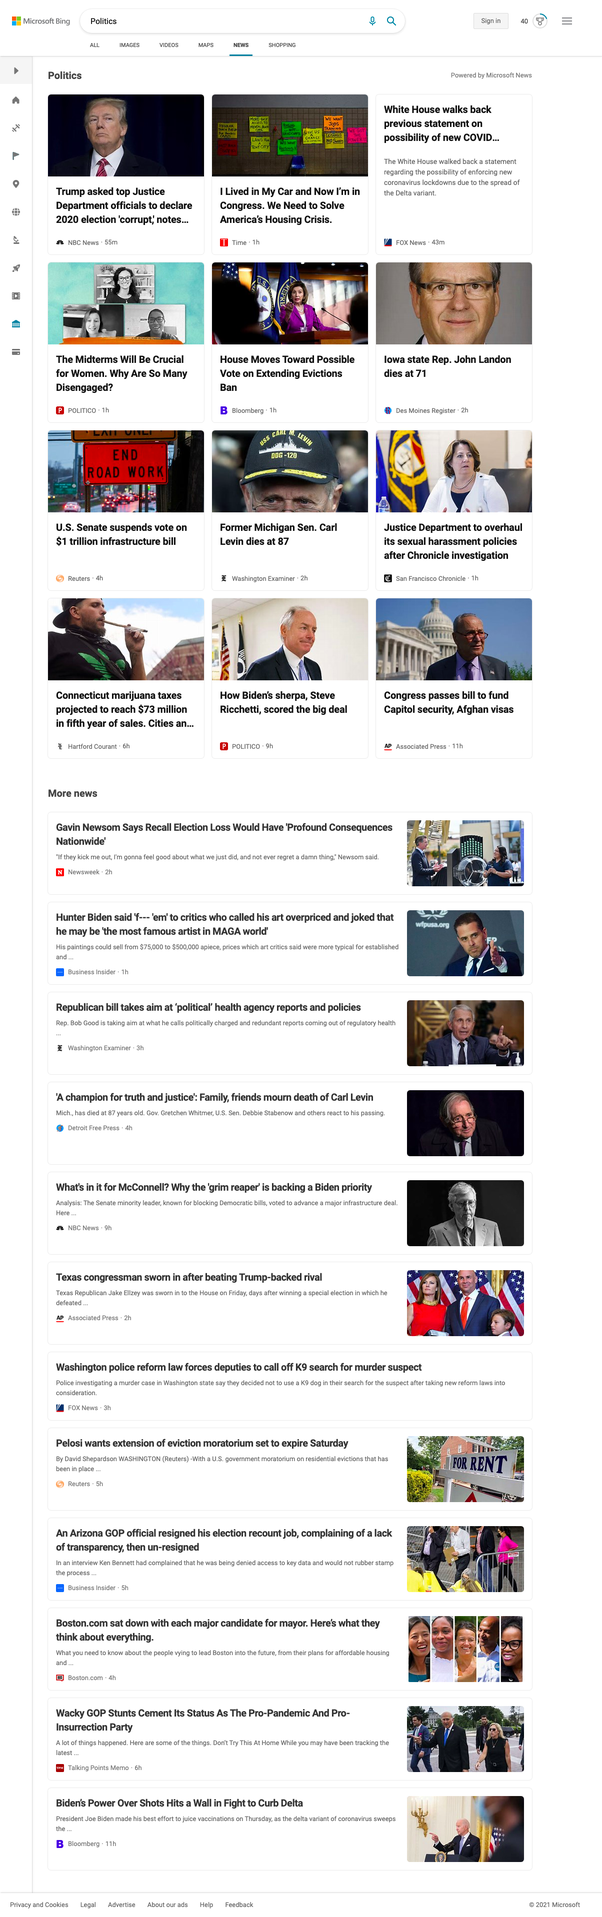 Microsoft Bing
Politics
Sign in
40
ALL
IMAGES
VIDEOS
MAPS
NEWS
SHOPPING
Politics
Powered by Microsoft News
Trump asked top Justice
Department officials to declare
2020 election 'corrupt,' notes...
NBC News · 55m
I Lived in My Car and Now I'm in
Congress. We Need to Solve
America's Housing Crisis.
Time · 1h
White House walks back
previous statement on
possibility of new COVID...
The White House walked back a statement
regarding the possibility of enforcing new
coronavirus lockdowns due to the spread of
the Delta variant.
FOX News · 43m
The Midterms Will Be Crucial
for Women. Why Are So Many
Disengaged?
POLITICO · 1h
House Moves Toward Possible
Vote on Extending Evictions
Ban
Bloomberg · 1h
Iowa state Rep. John Landon
dies at 71
Des Moines Register · 2h
EXIT ONLY
END
ROAD WORK
U.S. Senate suspends vote on
$1 trillion infrastructure bill
Reuters · 4h
USS CARL M. LEVIN
DDG -120
Former Michigan Sen. Carl
Levin dies at 87
Washington Examiner · 2h
Justice Department to overhaul
its sexual harassment policies
after Chronicle investigation
San Francisco Chronicle · 1h
Connecticut marijuana taxes
projected to reach $73 million
in fifth year of sales. Cities an...
Hartford Courant · 6h
How Biden's sherpa, Steve
Ricchetti, scored the big deal
POLITICO · 9h
Congress passes bill to fund
Capitol security, Afghan visas
AP Associated Press · 11h
More news
Gavin Newsom Says Recall Election Loss Would Have 'Profound Consequences
Nationwide'
"If they kick me out, I'm gonna feel good about what we just did, and not ever regret a damn thing," Newsom said.
Newsweek · 2h
Hunter Biden said 'f--- 'em' to critics who called his art overpriced and joked that
he may be 'the most famous artist in MAGA world'
His paintings could sell from $75,000 to $500,000 apiece, prices which art critics said were more typical for established
and ...
Business Insider · 1h
wfpusa.org
Republican bill takes aim at 'political' health agency reports and policies
Rep. Bob Good is taking aim at what he calls politically charged and redundant reports coming out of regulatory health
...
Washington Examiner · 3h
'A champion for truth and justice': Family, friends mourn death of Carl Levin
Mich., has died at 87 years old. Gov. Gretchen Whitmer, U.S. Sen. Debbie Stabenow and others react to his passing.
Detroit Free Press · 4h
What's in it for McConnell? Why the 'grim reaper' is backing a Biden priority
Analysis: The Senate minority leader, known for blocking Democratic bills, voted to advance a major infrastructure deal.
Here ...
NBC News · 9h
Texas congressman sworn in after beating Trump-backed rival
Texas Republican Jake Ellzey was sworn in to the House on Friday, days after winning a special election in which he
defeated ...
AP Associated Press · 2h
Washington police reform law forces deputies to call off K9 search for murder suspect
Police investigating a murder case in Washington state say they decided not to use a K9 dog in their search for the suspect after taking new reform laws into
consideration.
FOX News · 3h
Pelosi wants extension of eviction moratorium set to expire Saturday
By David Shepardson WASHINGTON (Reuters) -With a U.S. government moratorium on residential evictions that has
been in place ...
Reuters · 5h
FOR RENT
An Arizona GOP official resigned his election recount job, complaining of a lack
of transparency, then un-resigned
In an interview Ken Bennett had complained that he was being denied access to key data and would not rubber stamp
the process ...
Business Insider · 5h
Boston.com sat down with each major candidate for mayor. Here's what they
think about everything.
What you need to know about the people vying to lead Boston into the future, from their plans for affordable housing
and ...
Boston.com · 4h
Wacky GOP Stunts Cement Its Status As The Pro-Pandemic And Pro-
Insurrection Party
A lot of things happened. Here are some of the things. Don't Try This At Home While you may have been tracking the
latest ...
Talking Points Memo · 6h
Biden's Power Over Shots Hits a Wall in Fight to Curb Delta
President Joe Biden made his best effort to juice vaccinations on Thursday, as the delta variant of coronavirus sweeps
the ...
Bloomberg · 11h
Privacy and Cookies
Legal
Advertise
About our ads
Help
Feedback
© 2021 Microsoft